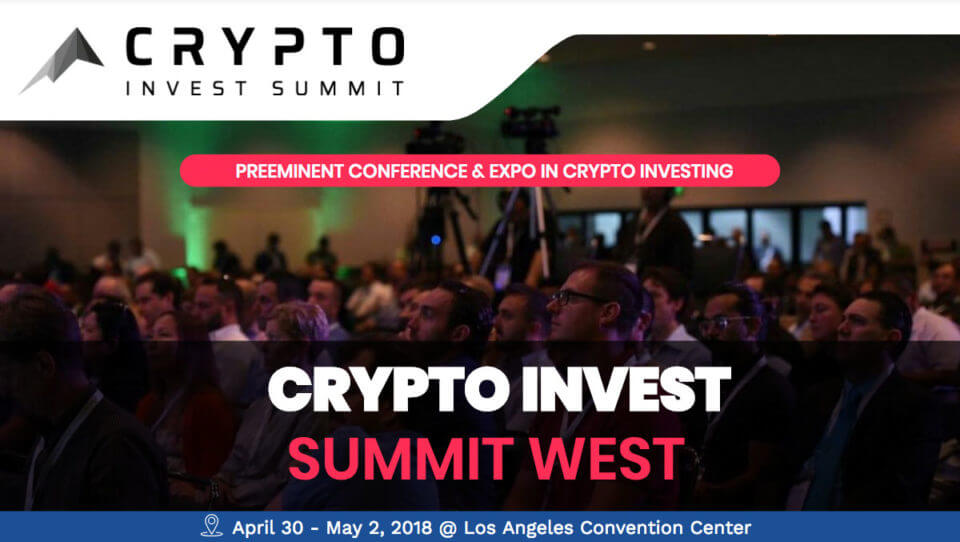 CRYPTO
INVEST SUMMIT
PREEMINENT CONFERENCE & EXPO IN CRYPTO INVESTING
CRYPTO INVEST
SUMMIT WEST
April 30 - May 2, 2018 @ Los Angeles Convention Center